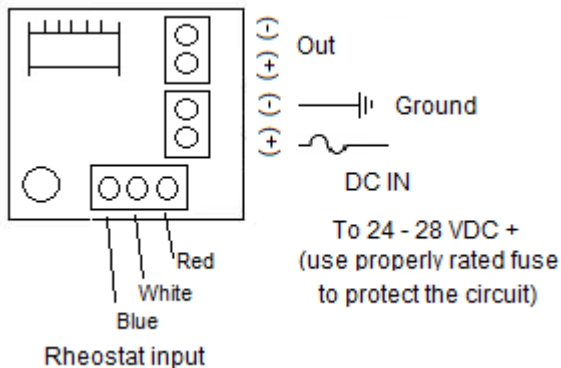 (-)
Out
(+)
(-) Ground
(+)
DC IN
To 24 - 28 VDC +
(use properly rated fuse
to protect the circuit)
Red
White
Blue
Rheostat input